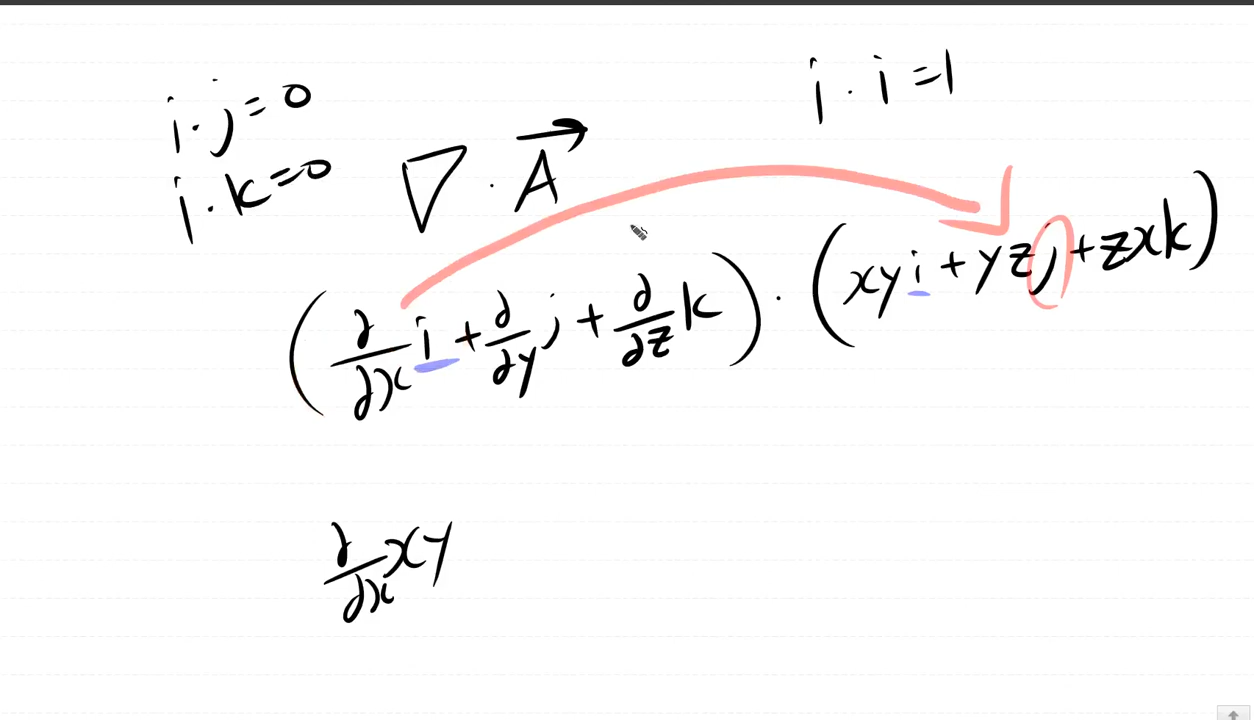 i · j = 0
i · i = 1
i · k = 0
∇ · A⃗
(∂/∂x i + ∂/∂y j + ∂/∂z k) · (xy i + yz j + zx k)
∂/∂x xy